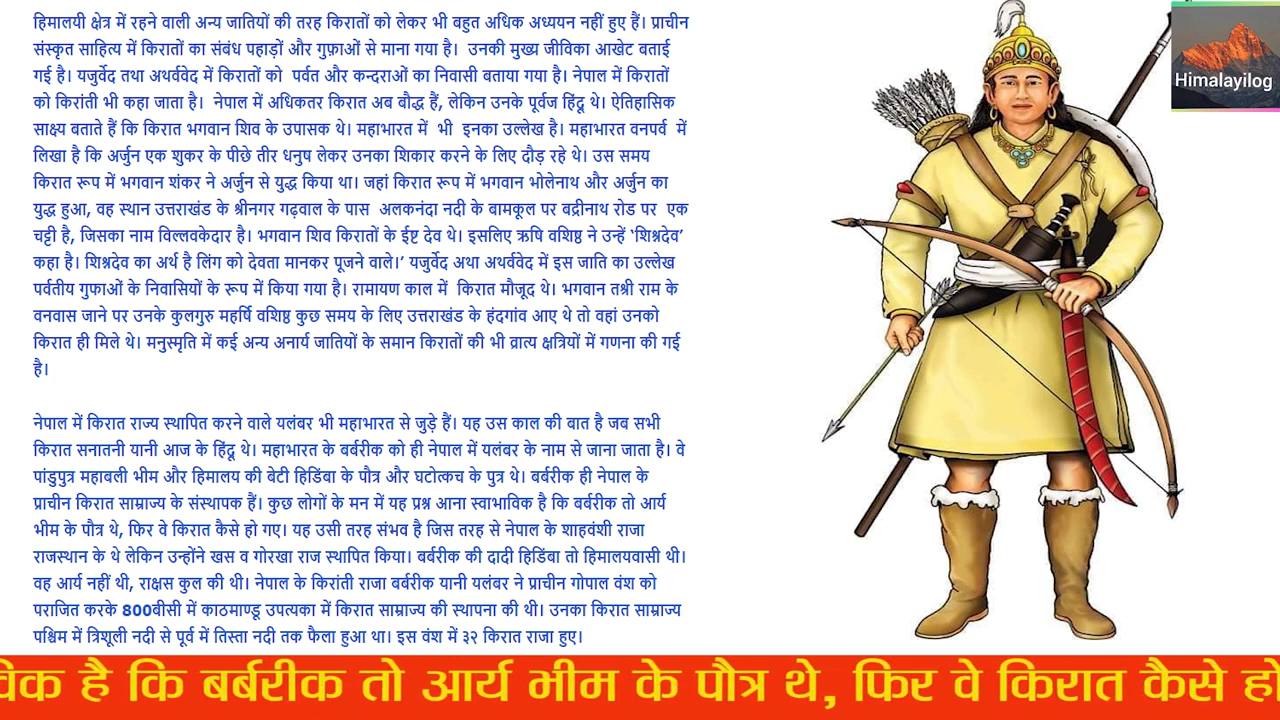 हिमालयी क्षेत्र में रहने वाली अन्य जातियों की तरह किरातों को लेकर भी बहुत अधिक अध्ययन नहीं हुए हैं। प्राचीन
संस्कृत साहित्य में किरातों का संबंध पहाड़ों और गुफ़ाओं से माना गया है।  उनकी मुख्य जीविका आखेट बताई
गई है। यजुर्वेद तथा अथर्ववेद में किरातों को  पर्वत और कन्दराओं का निवासी बताया गया है। नेपाल में किरातों
को किरांती भी कहा जाता है।  नेपाल में अधिकतर किरात अब बौद्ध हैं, लेकिन उनके पूर्वज हिंदू थे। ऐतिहासिक
साक्ष्य बताते हैं कि किरात भगवान शिव के उपासक थे। महाभारत में  भी  इनका उल्लेख है। महाभारत वनपर्व  में
लिखा है कि अर्जुन एक शुकर के पीछे तीर धनुष लेकर उनका शिकार करने के लिए दौड़ रहे थे। उस समय
किरात रूप में भगवान शंकर ने अर्जुन से युद्ध किया था। जहां किरात रूप में भगवान भोलेनाथ और अर्जुन का
युद्ध हुआ, वह स्थान उत्तराखंड के श्रीनगर गढ़वाल के पास  अलकनंदा नदी के बामकूल पर बद्रीनाथ रोड पर  एक
चट्टी है, जिसका नाम विल्लवकेदार है। भगवान शिव किरातों के ईष्ट देव थे। इसलिए ऋषि वशिष्ठ ने उन्हें 'शिश्नदेव'
कहा है। शिश्नदेव का अर्थ है लिंग को देवता मानकर पूजने वाले।' यजुर्वेद अथा अथर्ववेद में इस जाति का उल्लेख
पर्वतीय गुफाओं के निवासियों के रूप में किया गया है। रामायण काल में  किरात मौजूद थे। भगवान तश्री राम के
वनवास जाने पर उनके कुलगुरु महर्षि वशिष्ठ कुछ समय के लिए उत्तराखंड के हंदगांव आए थे तो वहां उनको
किरात ही मिले थे। मनुस्मृति में कई अन्य अनार्य जातियों के समान किरातों की भी व्रात्य क्षत्रियों में गणना की गई
है।
नेपाल में किरात राज्य स्थापित करने वाले यलंबर भी महाभारत से जुड़े हैं। यह उस काल की बात है जब सभी
किरात सनातनी यानी आज के हिंदू थे। महाभारत के बर्बरीक को ही नेपाल में यलंबर के नाम से जाना जाता है। वे
पांडुपुत्र महाबली भीम और हिमालय की बेटी हिडिंबा के पौत्र और घटोत्कच के पुत्र थे। बर्बरीक ही नेपाल के
प्राचीन किरात साम्राज्य के संस्थापक हैं। कुछ लोगों के मन में यह प्रश्न आना स्वाभाविक है कि बर्बरीक तो आर्य
भीम के पौत्र थे, फिर वे किरात कैसे हो गए। यह उसी तरह संभव है जिस तरह से नेपाल के शाहवंशी राजा
राजस्थान के थे लेकिन उन्होंने खस व गोरखा राज स्थापित किया। बर्बरीक की दादी हिडिंबा तो हिमालयवासी थी।
वह आर्य नहीं थी, राक्षस कुल की थी। नेपाल के किरांती राजा बर्बरीक यानी यलंबर ने प्राचीन गोपाल वंश को
पराजित करके 800बीसी में काठमाण्डू उपत्यका में किरात साम्राज्य की स्थापना की थी। उनका किरात साम्राज्य
पश्चिम में त्रिशूली नदी से पूर्व में तिस्ता नदी तक फैला हुआ था। इस वंश में ३२ किरात राजा हुए।
Himalayilog
विक है कि बर्बरीक तो आर्य भीम के पौत्र थे, फिर वे किरात कैसे हो